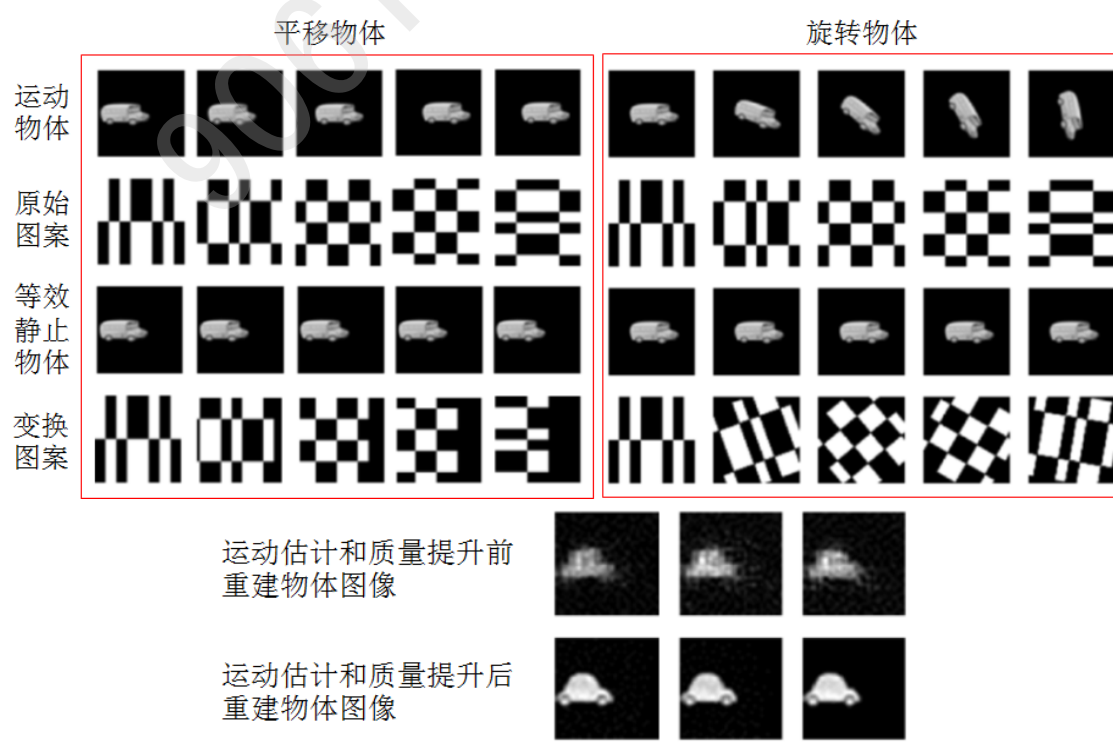 平移物体
旋转物体
运动
物体
原始
图案
等效
静止
物体
变换
图案
运动估计和质量提升前
重建物体图像
运动估计和质量提升后
重建物体图像